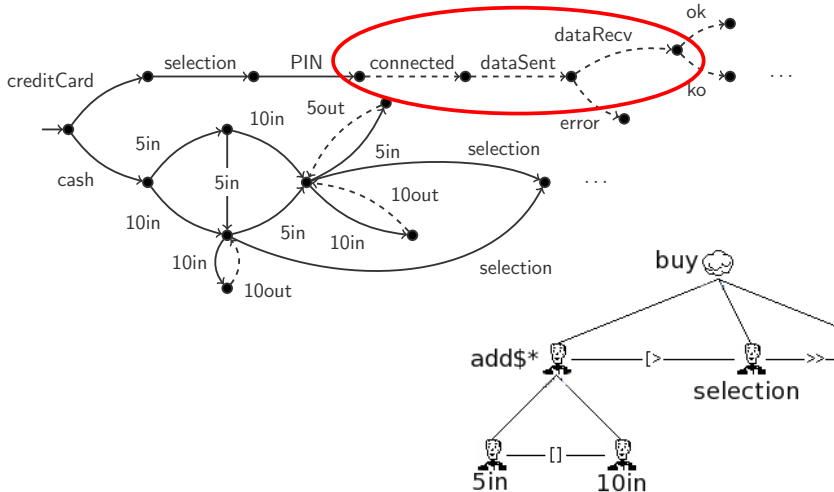 ok
dataRecv
selection PIN connected dataSent
creditCard
ko ...
5out
10in
error
5in
5in selection
cash
5in
10out
...
10in
5in
10in
10in
selection
10out
buy
add$* [> >>
selection
[]
5in 10in